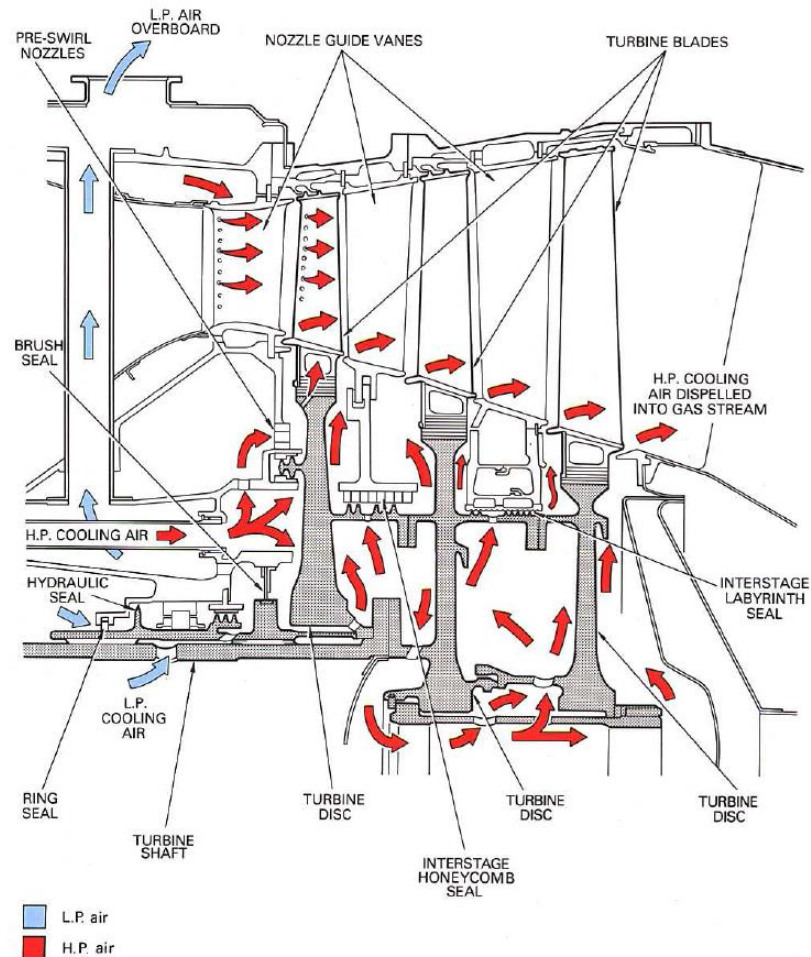 L.P. AIR
OVERBOARD
PRE-SWIRL
NOZZLES
NOZZLE GUIDE VANES
TURBINE BLADES
BRUSH
SEAL
H.P. COOLING
AIR DISPELLED
INTO GAS STREAM
H.P. COOLING AIR
HYDRAULIC
SEAL
INTERSTAGE
LABYRINTH
SEAL
L.P.
COOLING
AIR
RING
SEAL
TURBINE
SHAFT
TURBINE
DISC
TURBINE
DISC
TURBINE
DISC
INTERSTAGE
HONEYCOMB
SEAL
L.P. air
H.P. air